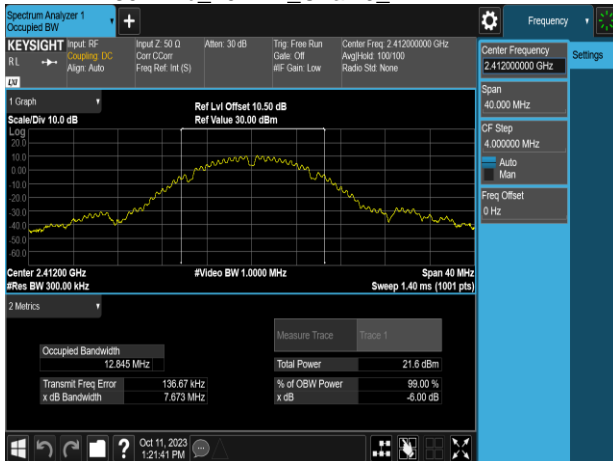 Spectrum Analyzer 1
Occupied BW
Frequency
KEYSIGHT
RL
LXI
Input: RF
Coupling: DC
Align: Auto
Input Z: 50 Ω
Corr CCorr
Freq Ref: Int (S)
Atten: 30 dB
Trig: Free Run
Gate: Off
#IF Gain: Low
Center Freq: 2.412000000 GHz
Avg|Hold: 100/100
Radio Std: None
Center Frequency
2.412000000 GHz
Settings
Span
40.000 MHz
CF Step
4.000000 MHz
Auto
Man
Freq Offset
0 Hz
1 Graph
Scale/Div 10.0 dB
Ref Lvl Offset 10.50 dB
Ref Value 30.00 dBm
Log
20.0
10.0
0.00
-10.0
-20.0
-30.0
-40.0
-50.0
-60.0
Center 2.41200 GHz
#Video BW 1.0000 MHz
Span 40 MHz
#Res BW 300.00 kHz
Sweep 1.40 ms (1001 pts)
2 Metrics
Measure Trace
Trace 1
Occupied Bandwidth
12.845 MHz
Total Power
21.6 dBm
Transmit Freq Error
136.67 kHz
% of OBW Power
99.00 %
x dB Bandwidth
7.673 MHz
x dB
-6.00 dB
?
Oct 11, 2023
1:21:41 PM